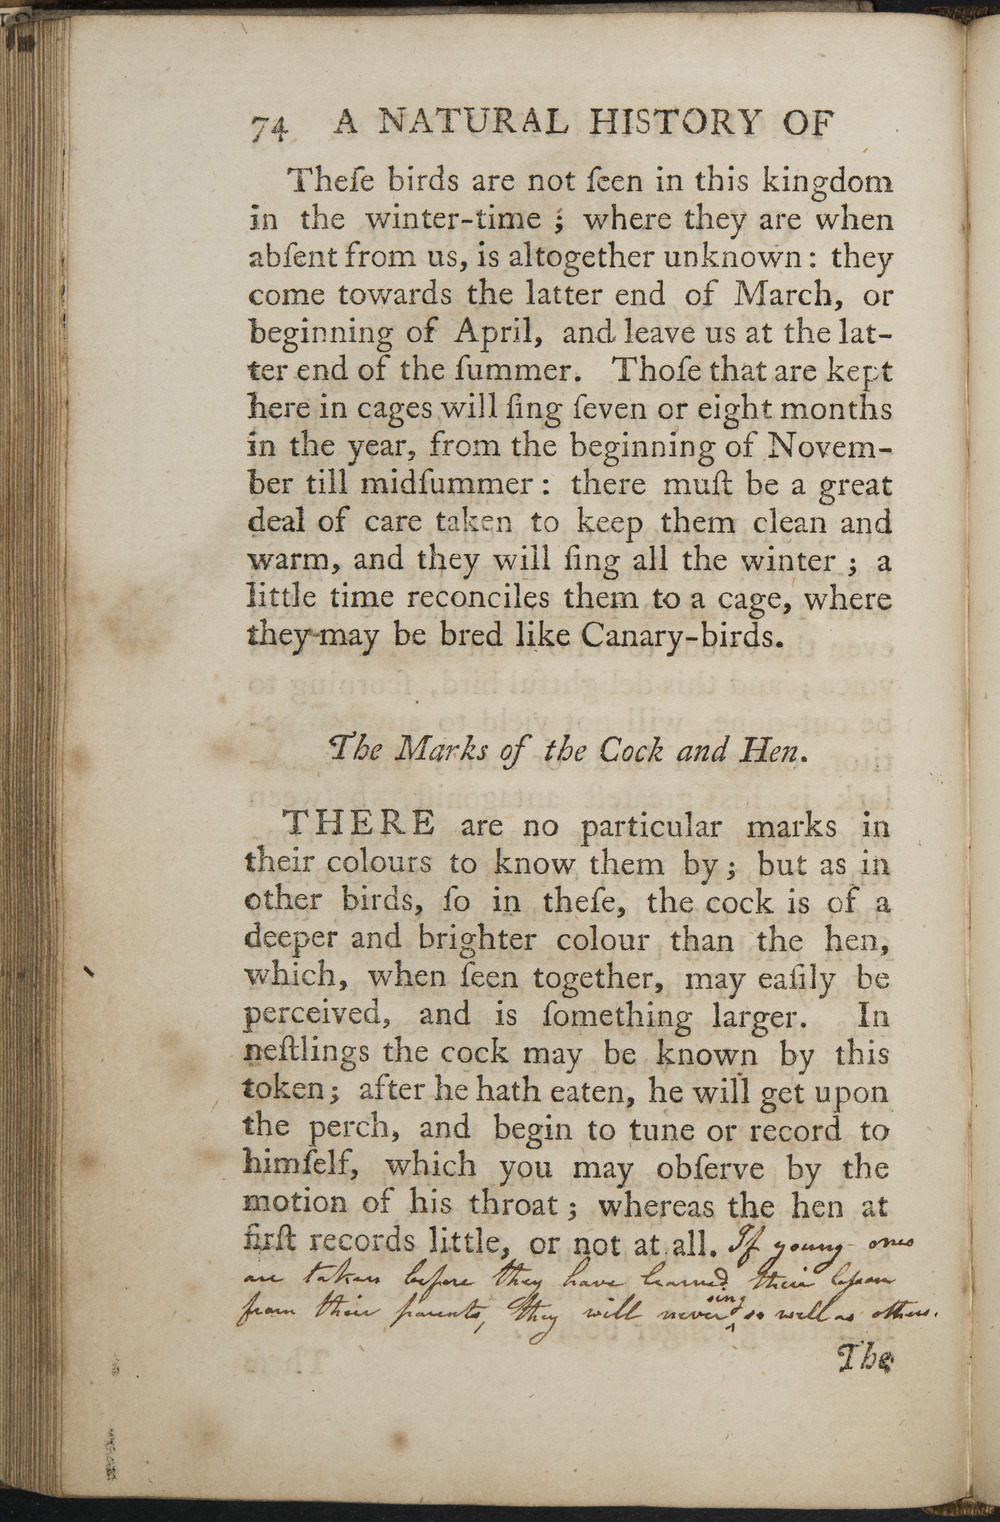 74 A NATURAL HISTORY OF
Theſe birds are not ſeen in this kingdom
in the winter-time ; where they are when
abſent from us, is altogether unknown : they
come towards the latter end of March, or
beginning of April, and leave us at the lat-
ter end of the ſummer. Thoſe that are kept
here in cages will ſing ſeven or eight months
in the year, from the beginning of Novem-
ber till midſummer : there muſt be a great
deal of care taken to keep them clean and
warm, and they will ſing all the winter ; a
little time reconciles them to a cage, where
they may be bred like Canary-birds.
The Marks of the Cock and Hen.
THERE are no particular marks in
their colours to know them by ; but as in
other birds, ſo in theſe, the cock is of a
deeper and brighter colour than the hen,
which, when ſeen together, may eaſily be
perceived, and is ſomething larger. In
neſtlings the cock may be known by this
token ; after he hath eaten, he will get upon
the perch, and begin to tune or record to
himſelf, which you may obſerve by the
motion of his throat ; whereas the hen at
firſt records little, or not at all. If young ones
are taken before they have learned their leſson
from their parents, they will never ^sing so well as others.
The